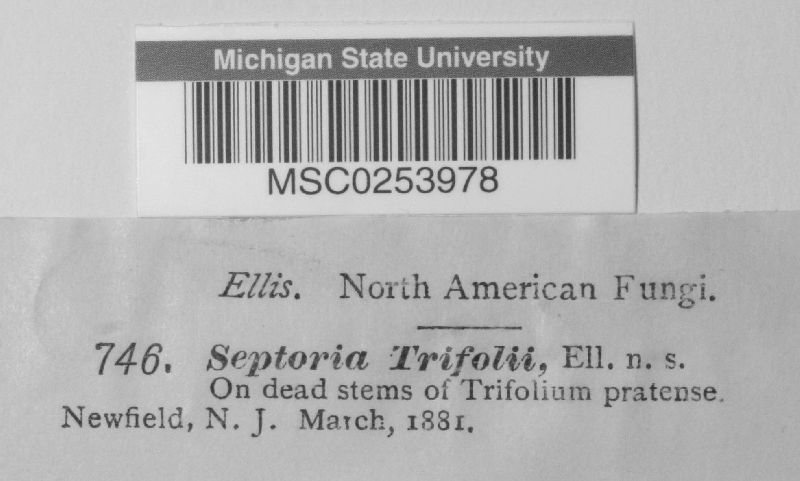 Michigan State University
MSC0253978
Ellis. North American Fungi.
746. Septoria Trifolii, Ell. n. s.
On dead stems of Trifolium pratense.
Newfield, N. J. March, 1881.